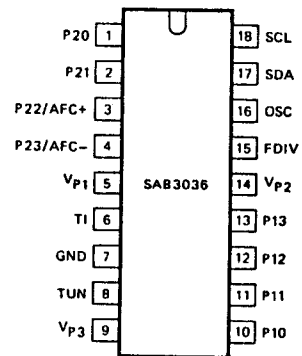 P20 1 18 SCL
P21 2 17 SDA
P22/AFC+ 3 16 OSC
P23/AFC- 4 15 FDIV
VP1 5 SAB3036 14 VP2
TI 6 13 P13
GND 7 12 P12
TUN 8 11 P11
VP3 9 10 P10